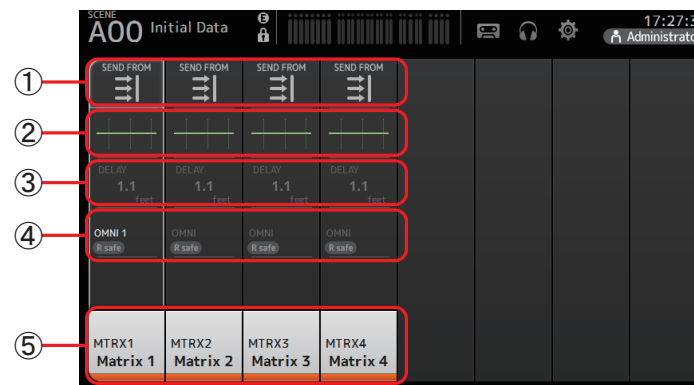 SCENE
A00 Initial Data
E
17:27:3
Administrato
① SEND FROM SEND FROM SEND FROM SEND FROM
②
③ DELAY DELAY DELAY DELAY
1.1 1.1 1.1 1.1
feet feet feet feet
④ OMNI 1 OMNI OMNI OMNI
R safe R safe R safe R safe
⑤ MTRX1 MTRX2 MTRX3 MTRX4
Matrix 1 Matrix 2 Matrix 3 Matrix 4